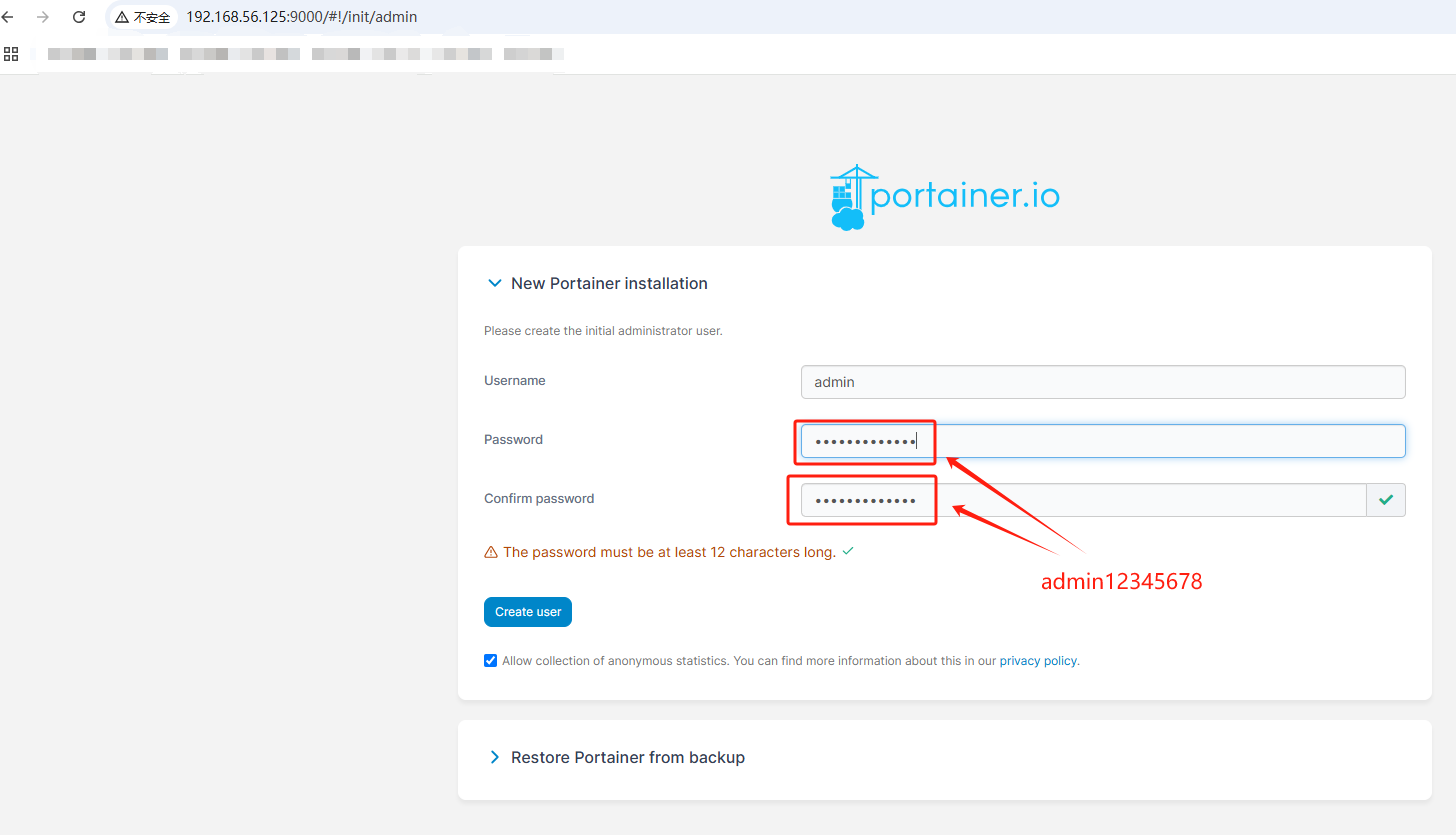 不安全 192.168.56.125:9000/#!/init/admin
portainer.io
New Portainer installation
Please create the initial administrator user.
Username admin
Password •••••••••••••
Confirm password •••••••••••••
The password must be at least 12 characters long.
admin12345678
Create user
Allow collection of anonymous statistics. You can find more information about this in our privacy policy.
Restore Portainer from backup